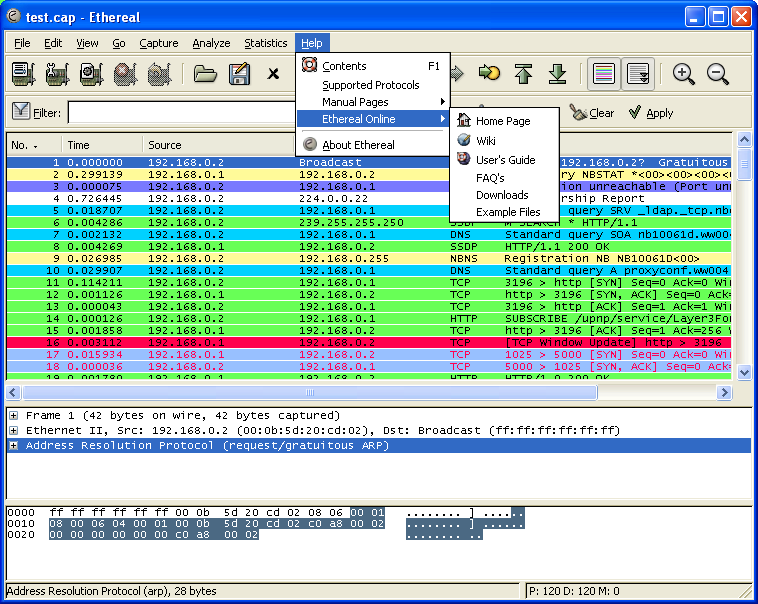 test.cap - Ethereal
File Edit View Go Capture Analyze Statistics Help
Contents F1
Supported Protocols
Manual Pages
Ethereal Online
About Ethereal
Home Page
Wiki
User's Guide
FAQ's
Downloads
Example Files
Filter: Clear Apply
No. Time Source
1 0.000000 192.168.0.2 Broadcast 192.168.0.2? Gratuitous
2 0.299139 192.168.0.1 192.168.0.2 ry NBSTAT *<00><00><00><
3 0.000075 192.168.0.2 192.168.0.1 ion unreachable (Port un
4 0.726445 192.168.0.2 224.0.0.22 rship Report
5 0.018707 192.168.0.2 192.168.0.1 query SRV _ldap._tcp.nb
6 0.004286 192.168.0.2 239.255.255.250 SSDP M-SEARCH * HTTP/1.1
7 0.002132 192.168.0.2 192.168.0.1 DNS Standard query SOA nb10061d.ww004
8 0.004269 192.168.0.1 192.168.0.2 SSDP HTTP/1.1 200 OK
9 0.026985 192.168.0.2 192.168.0.255 NBNS Registration NB NB10061D<00>
10 0.029907 192.168.0.2 192.168.0.1 DNS Standard query A proxyconf.ww004
11 0.114211 192.168.0.2 192.168.0.1 TCP 3196 > http [SYN] Seq=0 Ack=0 Wi
12 0.001126 192.168.0.1 192.168.0.2 TCP http > 3196 [SYN, ACK] Seq=0 Ack
13 0.000043 192.168.0.2 192.168.0.1 TCP 3196 > http [ACK] Seq=1 Ack=1 Wi
14 0.000126 192.168.0.2 192.168.0.1 HTTP SUBSCRIBE /upnp/service/Layer3Fo
15 0.001858 192.168.0.1 192.168.0.2 TCP http > 3196 [ACK] Seq=1 Ack=256
16 0.003112 192.168.0.1 192.168.0.2 TCP [TCP Window Update] http > 3196
17 0.015934 192.168.0.1 192.168.0.2 TCP 1025 > 5000 [SYN] Seq=0 Ack=0 Wi
18 0.000036 192.168.0.2 192.168.0.1 TCP 5000 > 1025 [SYN, ACK] Seq=0 Ack
19 0.001780 192.168.0.1 192.168.0.2 HTTP HTTP/1.0 200 OK
Frame 1 (42 bytes on wire, 42 bytes captured)
Ethernet II, Src: 192.168.0.2 (00:0b:5d:20:cd:02), Dst: Broadcast (ff:ff:ff:ff:ff:ff)
Address Resolution Protocol (request/gratuitous ARP)
0000 ff ff ff ff ff ff 00 0b 5d 20 cd 02 08 06 00 01 ........ ] .....
0010 08 00 06 04 00 01 00 0b 5d 20 cd 02 c0 a8 00 02 ........ ] ......
0020 00 00 00 00 00 00 c0 a8 00 02 ........ ..
Address Resolution Protocol (arp), 28 bytes P: 120 D: 120 M: 0